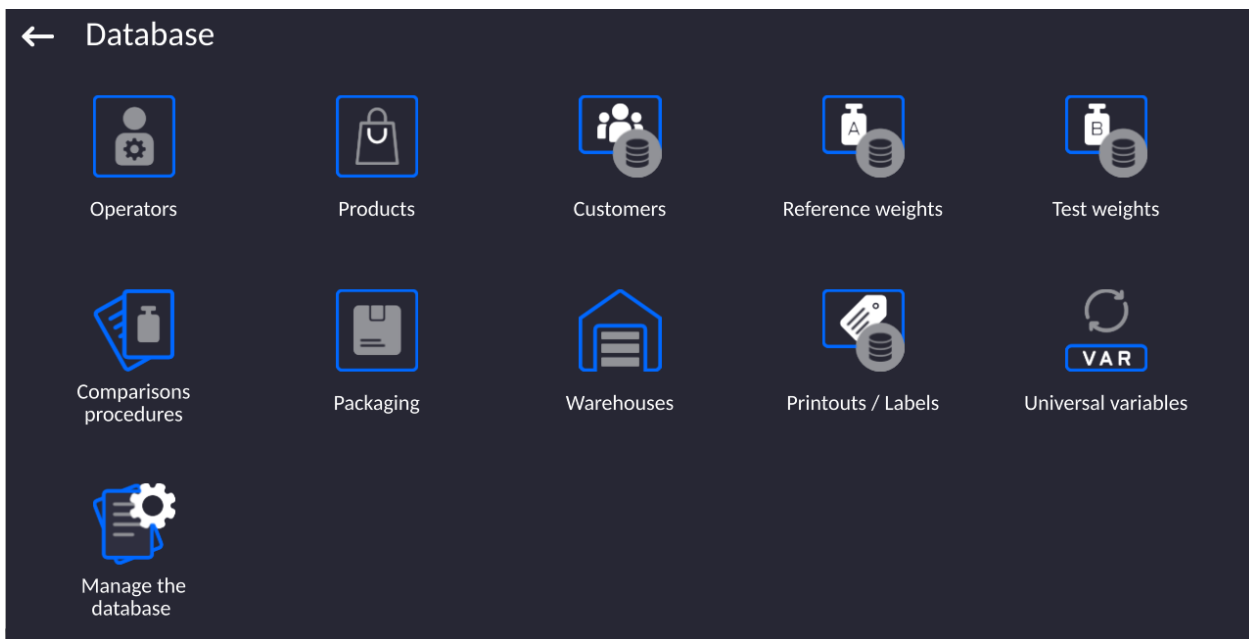 Database
Operators
Products
Customers
A
Reference weights
B
Test weights
Comparisons
procedures
Packaging
Warehouses
Printouts / Labels
VAR
Universal variables
Manage the
database